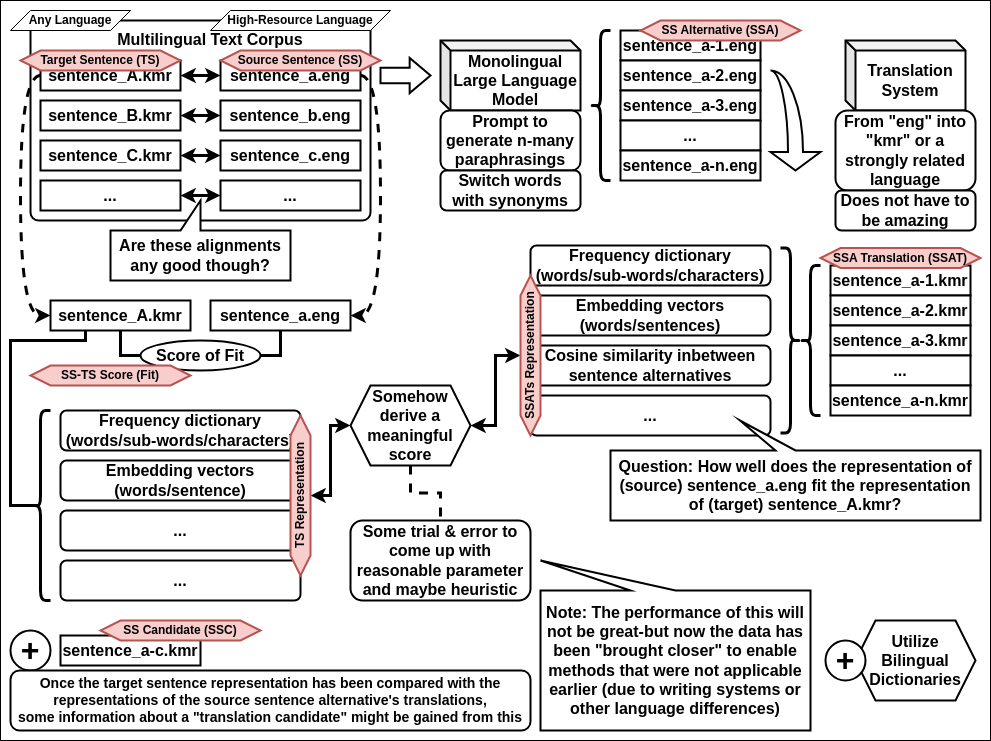 Any Language
High-Resource Language
Multilingual Text Corpus
Target Sentence (TS)
Source Sentence (SS)
sentence_A.kmr
sentence_a.eng
sentence_B.kmr
sentence_b.eng
sentence_C.kmr
sentence_c.eng
...
...
Are these alignments
any good though?
Monolingual
Large Language
Model
Prompt to
generate n-many
paraphrasings
Switch words
with synonyms
SS Alternative (SSA)
sentence_a-1.eng
sentence_a-2.eng
sentence_a-3.eng
...
sentence_a-n.eng
Translation
System
From "eng" into
"kmr" or a
strongly related
language
Does not have to
be amazing
sentence_A.kmr
sentence_a.eng
Score of Fit
SS-TS Score (Fit)
Frequency dictionary
(words/sub-words/characters)
Embedding vectors
(words/sentences)
Cosine similarity inbetween
sentence alternatives
...
SSATs Representation
SSA Translation (SSAT)
sentence_a-1.kmr
sentence_a-2.kmr
sentence_a-3.kmr
...
sentence_a-n.kmr
Frequency dictionary
(words/sub-words/characters
Embedding vectors
(words/sentence)
...
...
TS Representation
Somehow
derive a
meaningful
score
Question: How well does the representation of
(source) sentence_a.eng fit the representation
of (target) sentence_A.kmr?
Some trial & error to
come up with
reasonable parameter
and maybe heuristic
Note: The performance of this will
not be great-but now the data has
been "brought closer" to enable
methods that were not applicable
earlier (due to writing systems or
other language differences)
+
SS Candidate (SSC)
sentence_a-c.kmr
Once the target sentence representation has been compared with the
representations of the source sentence alternative's translations,
some information about a "translation candidate" might be gained from this
+
Utilize
Bilingual
Dictionaries